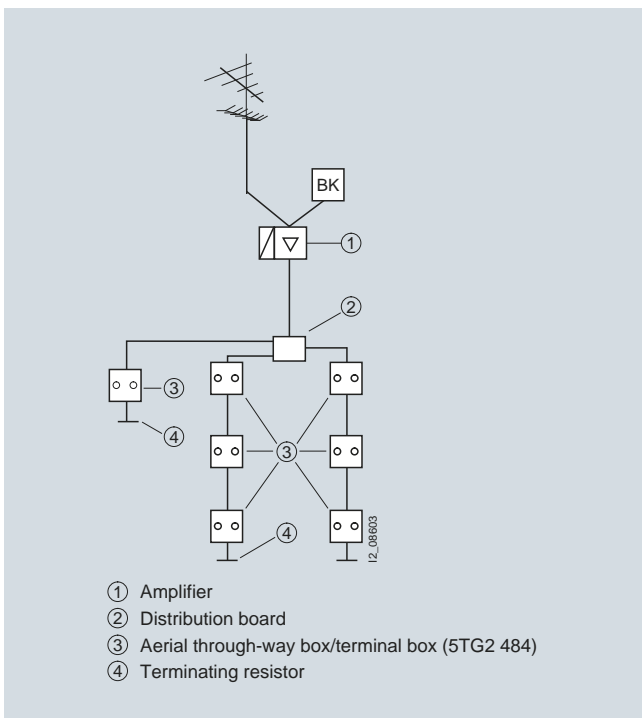 BK
①
②
③
④
③
④
I2_08603
① Amplifier
② Distribution board
③ Aerial through-way box/terminal box (5TG2 484)
④ Terminating resistor